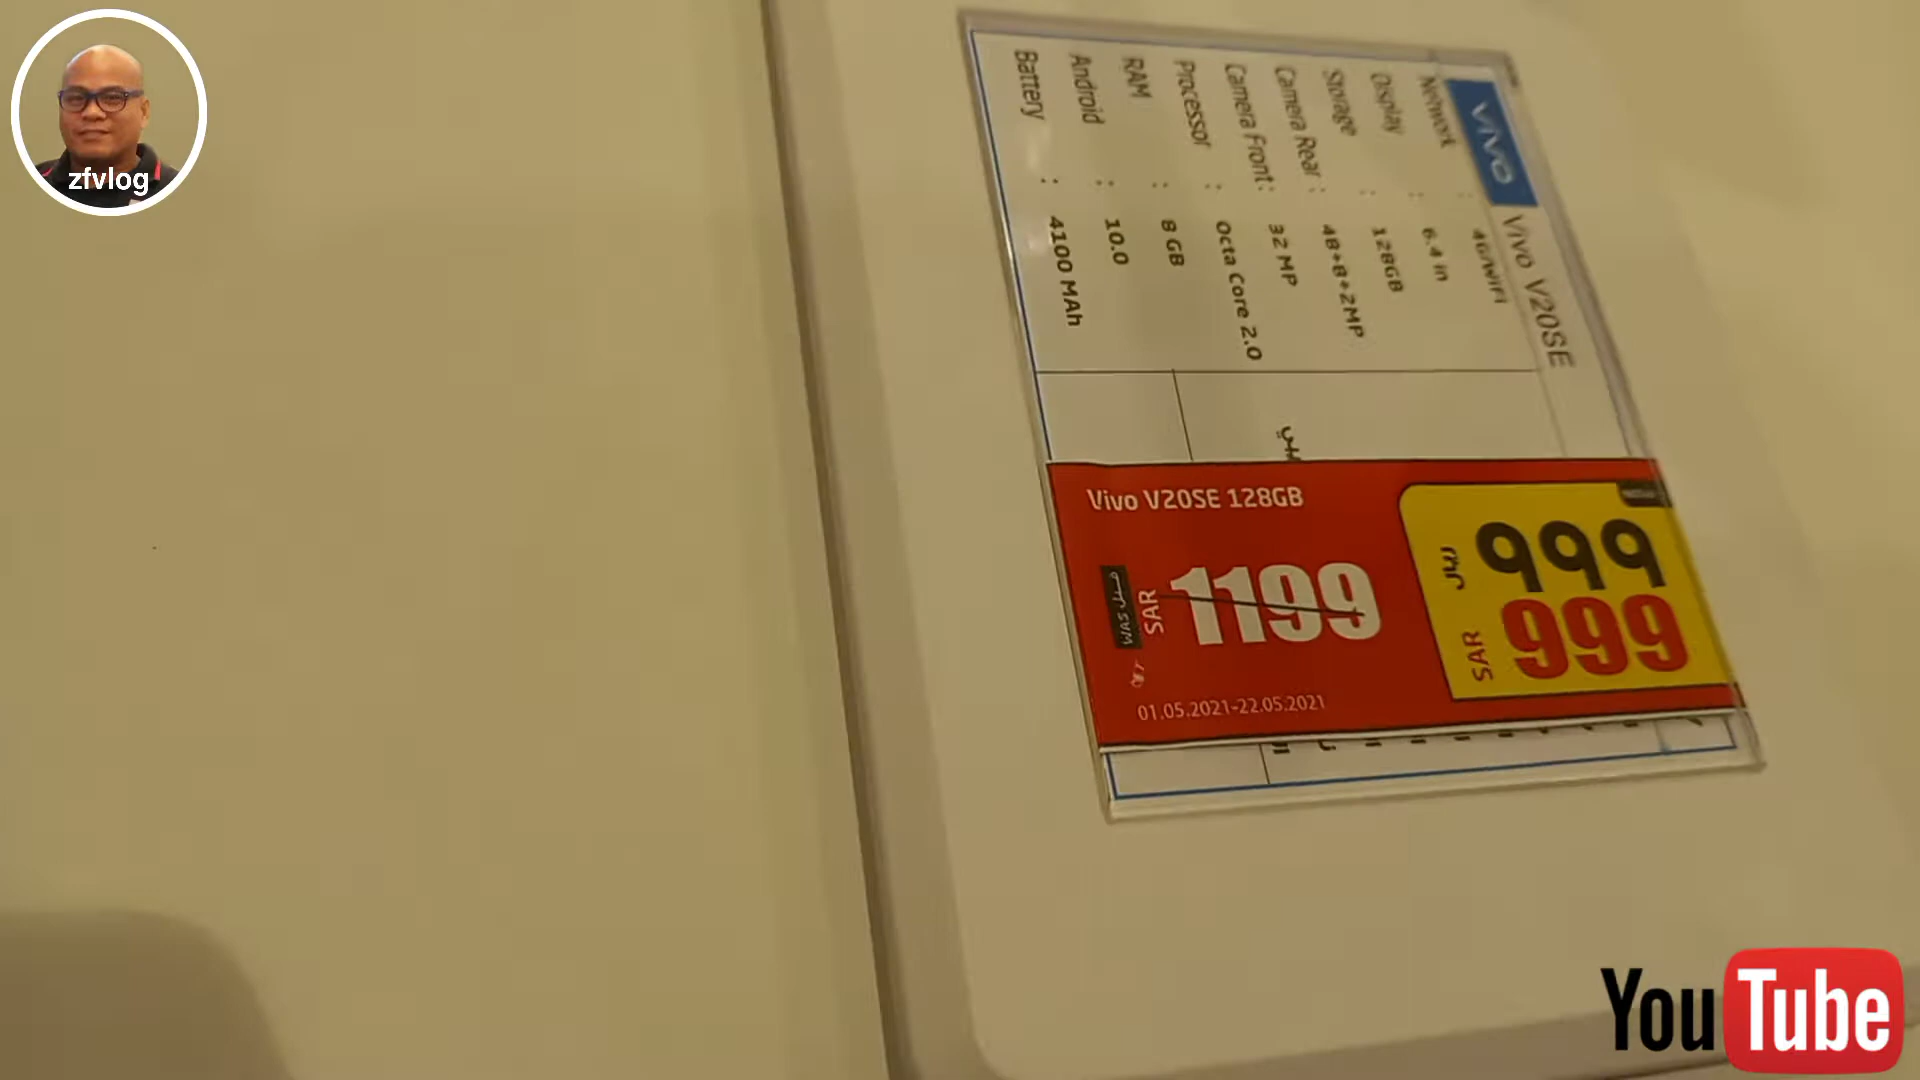 zfvlog
vivo
Vivo V20SE
Network : 4G/WiFi
Display : 6.4 in
Storage : 128GB
Camera Rear : 48+8+2MP
Camera Front : 32 MP
Processor : Octa Core 2.0
RAM : 8 GB
Android : 10.0
Battery : 4100 MAh
Vivo V20SE 128GB
WAS
SAR 1199
ريال ٩٩٩
SAR 999
01.05.2021-22.05.2021
YouTube